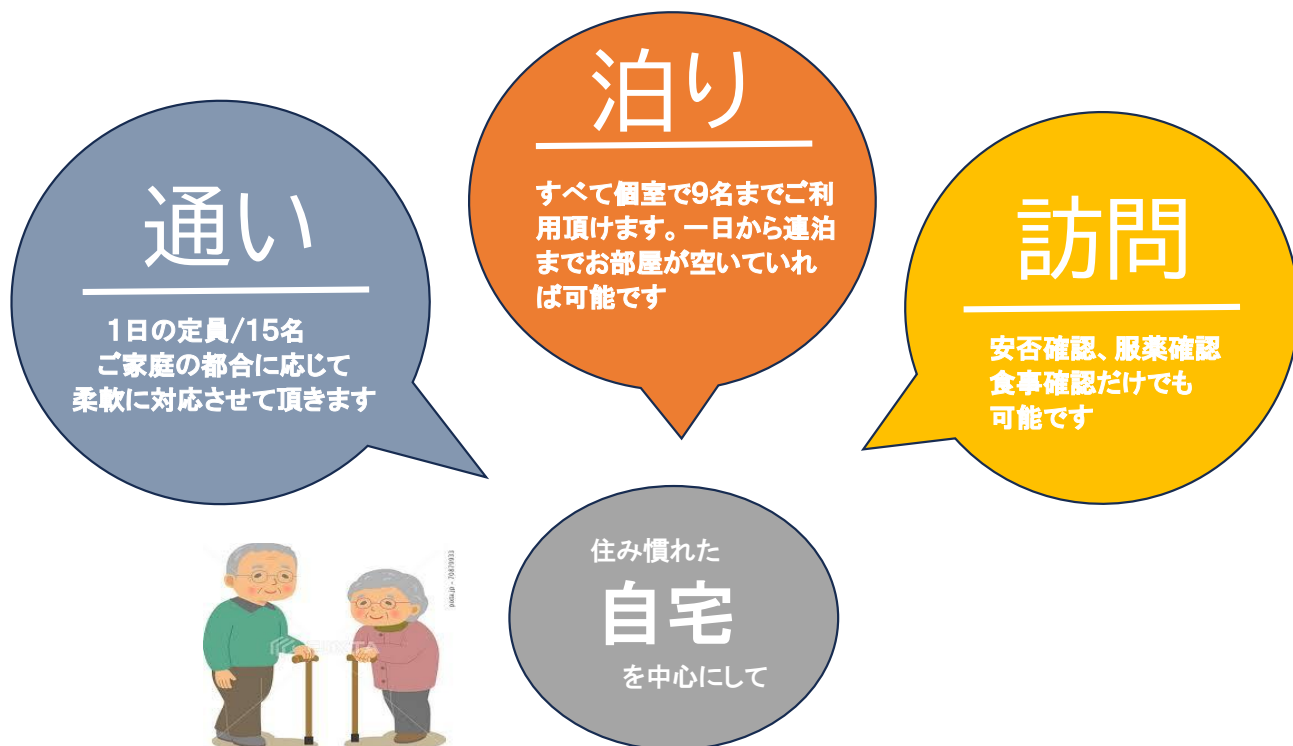 通い
1日の定員/15名
ご家庭の都合に応じて
柔軟に対応させて頂きます
泊り
すべて個室で9名までご利
用頂けます。一日から連泊
までお部屋が空いていれ
ば可能です
訪問
安否確認、服薬確認
食事確認だけでも
可能です
住み慣れた
自宅
を中心にして